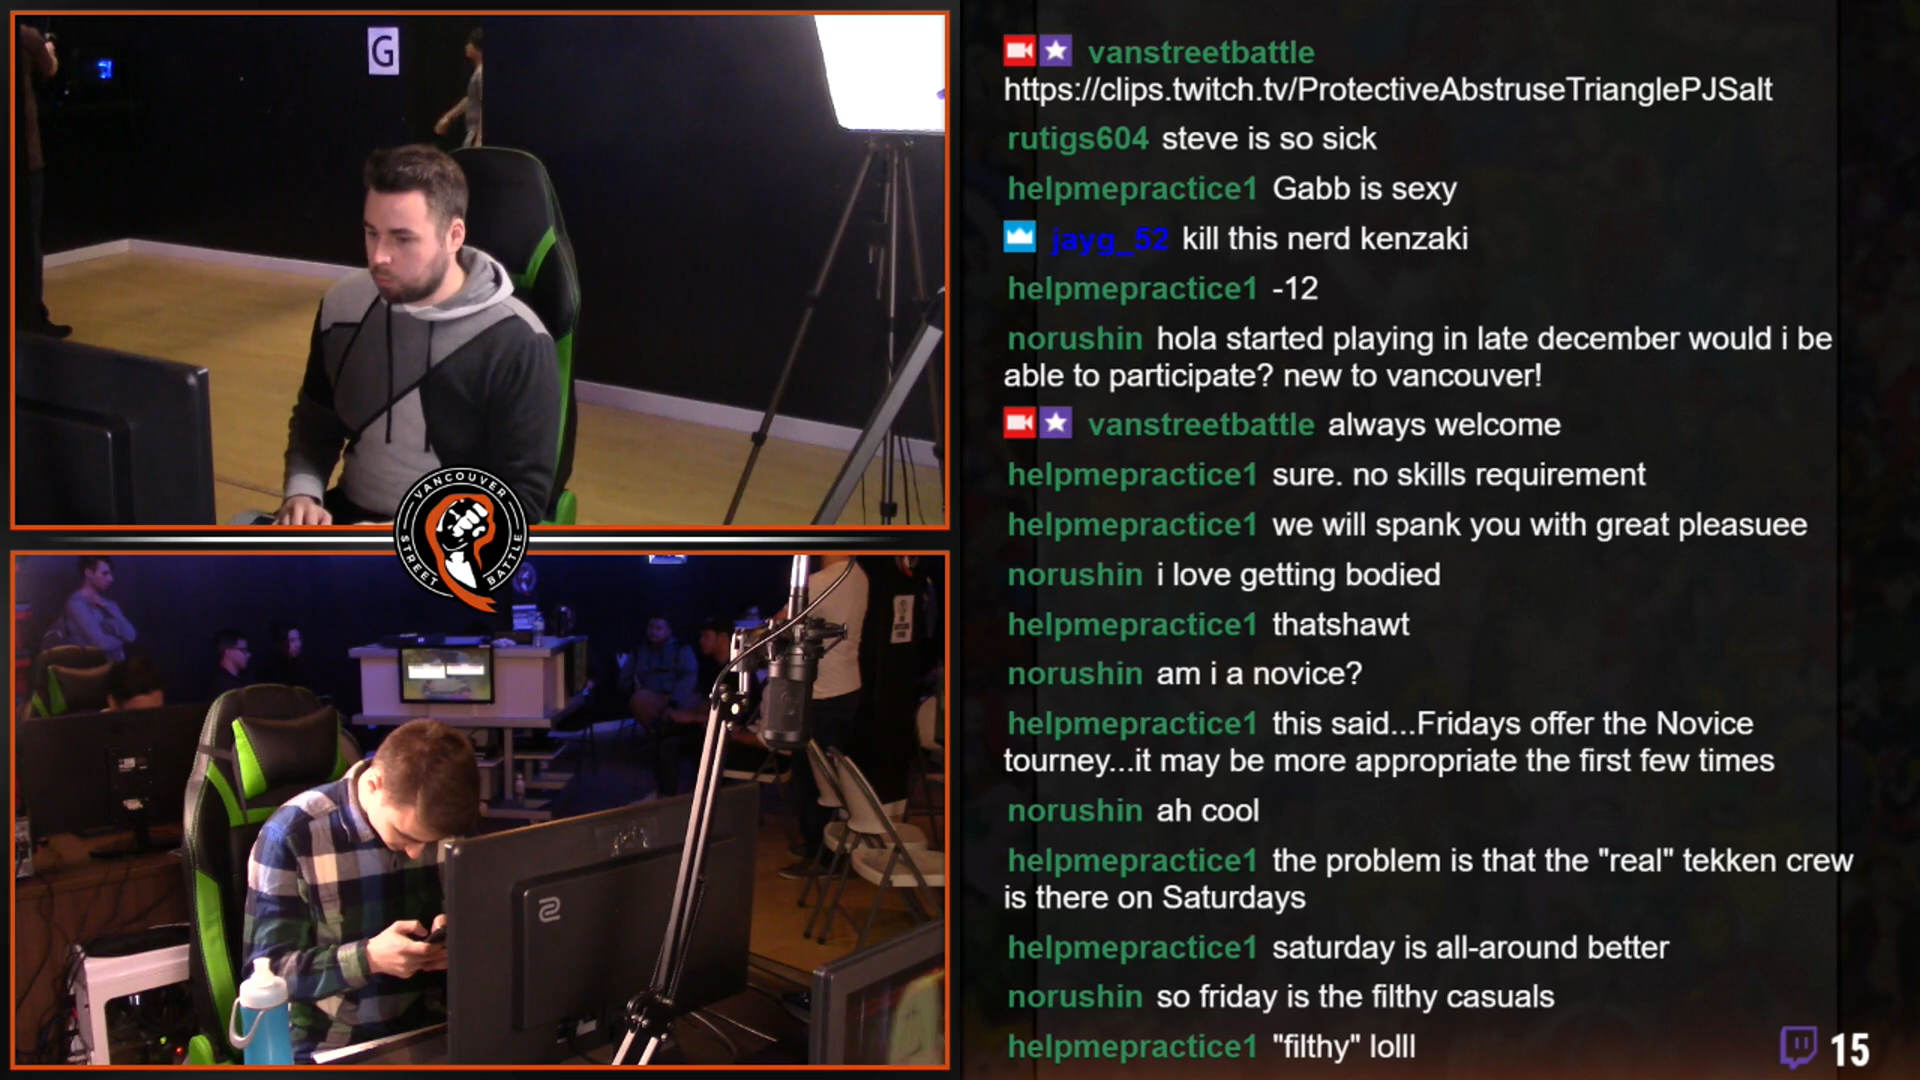 G
VANCOUVER
STREET BATTLE
vanstreetbattle
https://clips.twitch.tv/ProtectiveAbstruseTrianglePJSalt
rutigs604 steve is so sick
helpmepractice1 Gabb is sexy
jayg_52 kill this nerd kenzaki
helpmepractice1 -12
norushin hola started playing in late december would i be
able to participate? new to vancouver!
vanstreetbattle always welcome
helpmepractice1 sure. no skills requirement
helpmepractice1 we will spank you with great pleasuee
norushin i love getting bodied
helpmepractice1 thatshawt
norushin am i a novice?
helpmepractice1 this said...Fridays offer the Novice
tourney...it may be more appropriate the first few times
norushin ah cool
helpmepractice1 the problem is that the "real" tekken crew
is there on Saturdays
helpmepractice1 saturday is all-around better
norushin so friday is the filthy casuals
helpmepractice1 "filthy" lolll
15